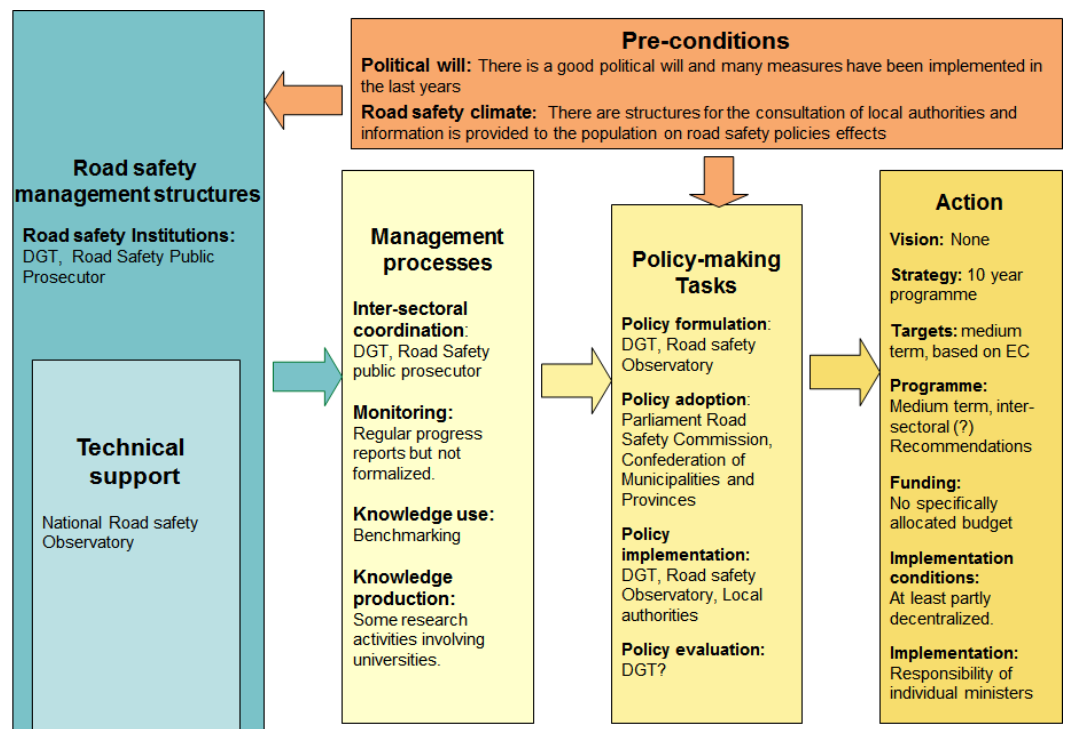 Pre-conditions
Political will: There is a good political will and many measures have been implemented in
the last years
Road safety climate: There are structures for the consultation of local authorities and
information is provided to the population on road safety policies effects
Road safety
management structures
Road safety Institutions:
DGT, Road Safety Public
Prosecutor
Technical
support
National Road safety
Observatory
Management
processes
Inter-sectoral
coordination:
DGT, Road Safety
public prosecutor
Monitoring:
Regular progress
reports but not
formalized.
Knowledge use:
Benchmarking
Knowledge
production:
Some research
activities involving
universities.
Policy-making
Tasks
Policy formulation:
DGT, Road safety
Observatory
Policy adoption:
Parliament Road
Safety Commission,
Confederation of
Municipalities and
Provinces
Policy
implementation:
DGT, Road safety
Observatory, Local
authorities
Policy evaluation:
DGT?
Action
Vision: None
Strategy: 10 year
programme
Targets: medium
term, based on EC
Programme:
Medium term, inter-
sectoral (?)
Recommendations
Funding:
No specifically
allocated budget
Implementation
conditions:
At least partly
decentralized.
Implementation:
Responsibility of
individual ministers